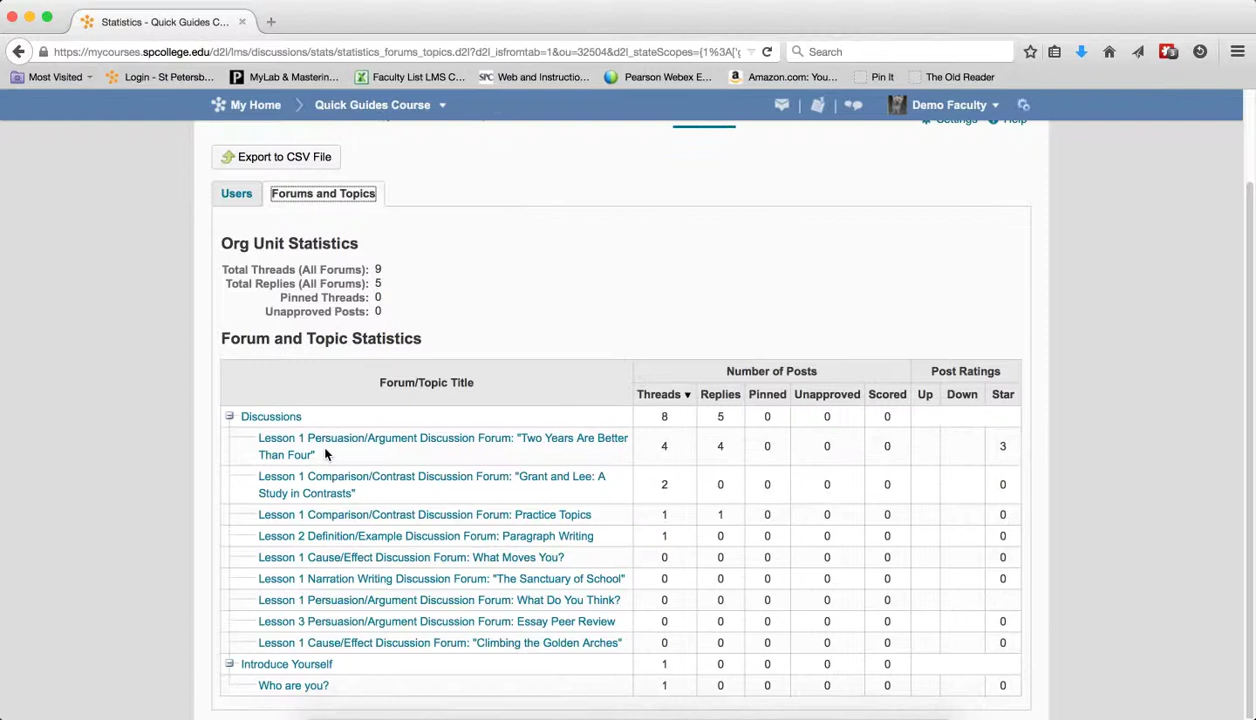 Statistics - Quick Guides C...
https://mycourses.spcollege.edu/d2l/lms/discussions/stats/statistics_forums_topics.d2l?d2l_isfromtab=1&ou=32504&d2l_stateScopes={1%3A['
Search
Most Visited
Login - St Petersb...
MyLab & Mastering...
Faculty List LMS C...
SPC Web and Instructio...
Pearson Webex E...
Amazon.com: You...
Pin It
The Old Reader
My Home
Quick Guides Course
Demo Faculty
Settings
Help
Export to CSV File
Users
Forums and Topics
Org Unit Statistics
Total Threads (All Forums): 9
Total Replies (All Forums): 5
Pinned Threads: 0
Unapproved Posts: 0
Forum and Topic Statistics
Forum/Topic Title Number of Posts Post Ratings
Threads Replies Pinned Unapproved Scored Up Down Star
Discussions 8 5 0 0 0
Lesson 1 Persuasion/Argument Discussion Forum: "Two Years Are Better
Than Four" 4 4 0 0 0 3
Lesson 1 Comparison/Contrast Discussion Forum: "Grant and Lee: A
Study in Contrasts" 2 0 0 0 0 0
Lesson 1 Comparison/Contrast Discussion Forum: Practice Topics 1 1 0 0 0 0
Lesson 2 Definition/Example Discussion Forum: Paragraph Writing 1 0 0 0 0 0
Lesson 1 Cause/Effect Discussion Forum: What Moves You? 0 0 0 0 0 0
Lesson 1 Narration Writing Discussion Forum: "The Sanctuary of School" 0 0 0 0 0 0
Lesson 1 Persuasion/Argument Discussion Forum: What Do You Think? 0 0 0 0 0 0
Lesson 3 Persuasion/Argument Discussion Forum: Essay Peer Review 0 0 0 0 0 0
Lesson 1 Cause/Effect Discussion Forum: "Climbing the Golden Arches" 0 0 0 0 0 0
Introduce Yourself 1 0 0 0 0
Who are you? 1 0 0 0 0 0